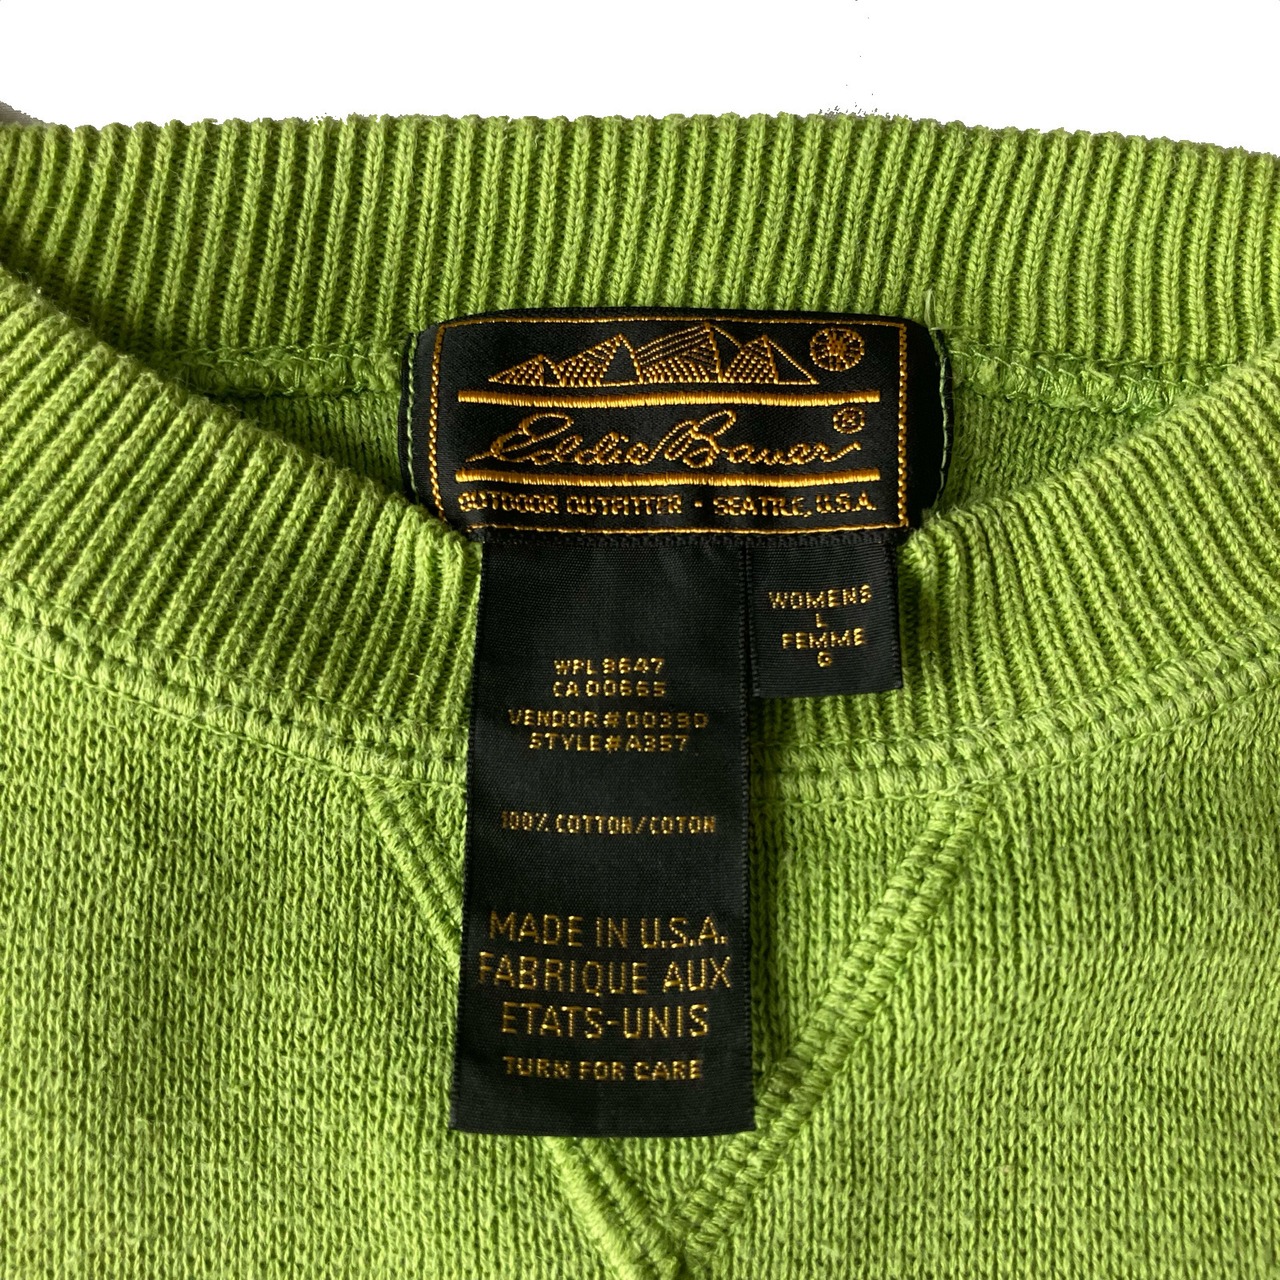 Eddie Bauer®
OUTDOOR OUTFITTER - SEATTLE, U.S.A.
WOMENS
L
FEMME
G
WPL 8647
CA 00665
VENDOR #0039D
STYLE#A357
100% COTTON/COTON
MADE IN U.S.A.
FABRIQUE AUX
ETATS-UNIS
TURN FOR CARE